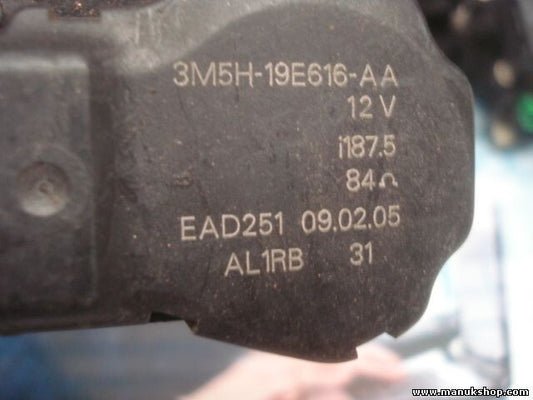 3M5H-19E616-AA
12 V
i187.5
84Ω
EAD251 09.02.05
AL1RB 31
www.manukshop.com